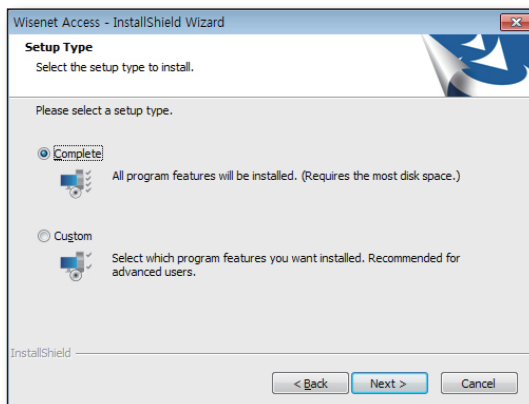 Wisenet Access - InstallShield Wizard
Setup Type
Select the setup type to install.
Please select a setup type.
Complete
All program features will be installed. (Requires the most disk space.)
Custom
Select which program features you want installed. Recommended for
advanced users.
InstallShield
< Back
Next >
Cancel